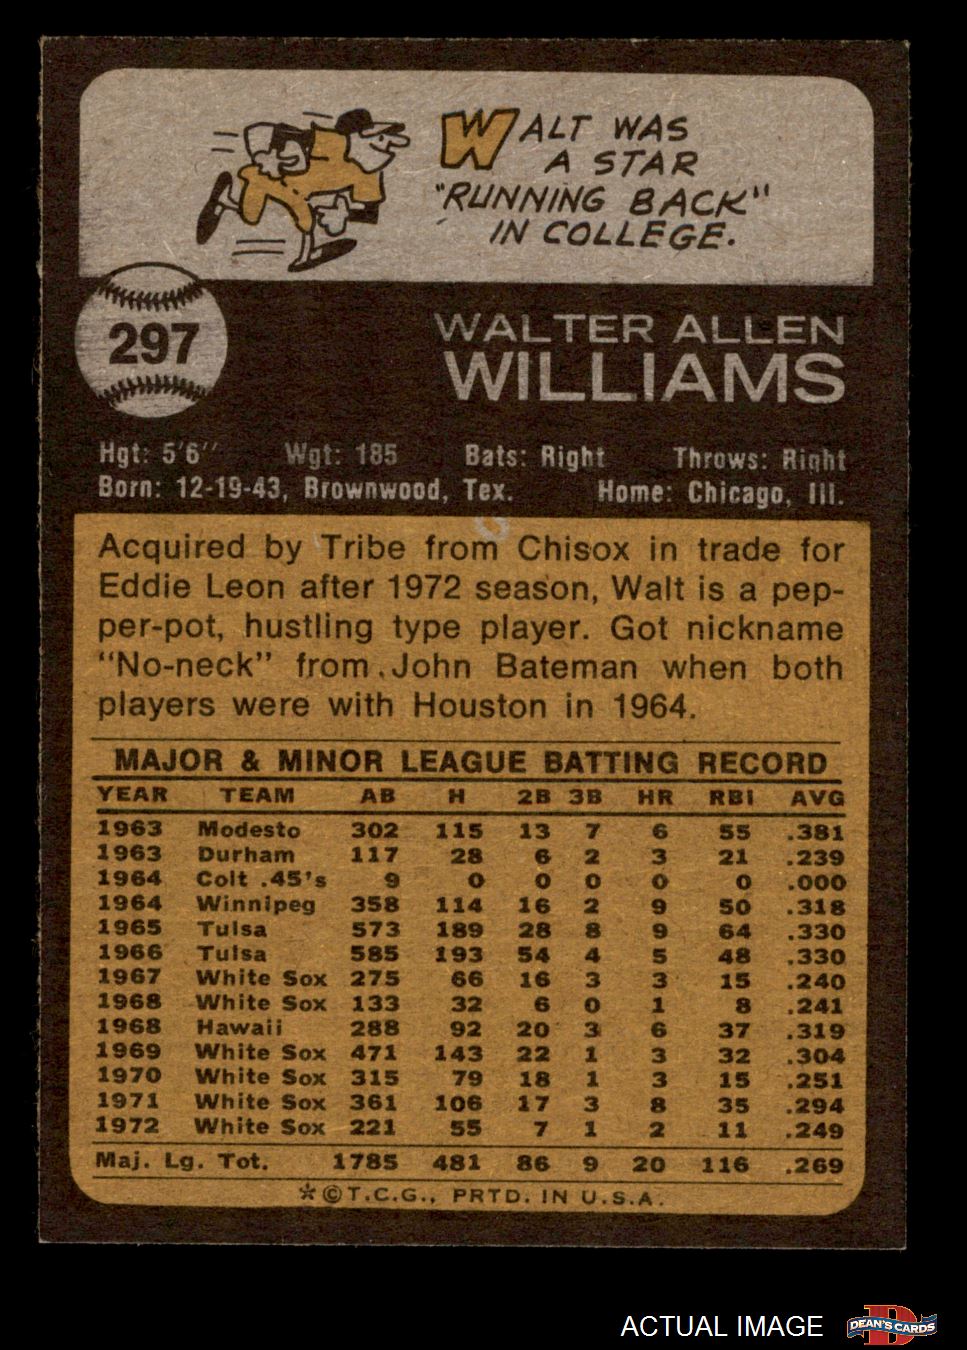 WALT WAS
A STAR
"RUNNING BACK"
IN COLLEGE.
297
WALTER ALLEN
WILLIAMS
Hgt: 5'6" Wgt: 185 Bats: Right Throws: Right
Born: 12-19-43, Brownwood, Tex. Home: Chicago, Ill.
Acquired by Tribe from Chisox in trade for
Eddie Leon after 1972 season, Walt is a pep-
per-pot, hustling type player. Got nickname
"No-neck" from John Bateman when both
players were with Houston in 1964.
MAJOR & MINOR LEAGUE BATTING RECORD
YEAR TEAM AB H 2B 3B HR RBI AVG
1963 Modesto 302 115 13 7 6 55 .381
1963 Durham 117 28 6 2 3 21 .239
1964 Colt .45's 9 0 0 0 0 0 .000
1964 Winnipeg 358 114 16 2 9 50 .318
1965 Tulsa 573 189 28 8 9 64 .330
1966 Tulsa 585 193 54 4 5 48 .330
1967 White Sox 275 66 16 3 3 15 .240
1968 White Sox 133 32 6 0 1 8 .241
1968 Hawaii 288 92 20 3 6 37 .319
1969 White Sox 471 143 22 1 3 32 .304
1970 White Sox 315 79 18 1 3 15 .251
1971 White Sox 361 106 17 3 8 35 .294
1972 White Sox 221 55 7 1 2 11 .249
Maj. Lg. Tot. 1785 481 86 9 20 116 .269
*©T.C.G., PRTD. IN U.S.A.
ACTUAL IMAGE
DEAN'S CARDS